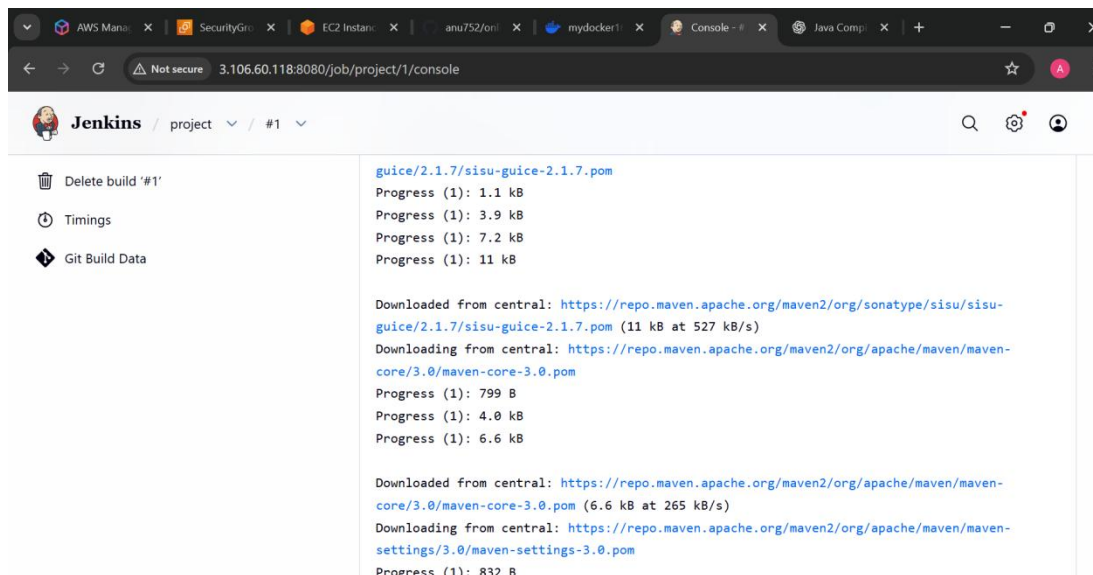 AWS Manag
SecurityGro
EC2 Instanc
anu752/onl
mydocker1
Console - #
Java Compi
Not secure 3.106.60.118:8080/job/project/1/console
A
Jenkins / project / #1
Delete build '#1'
Timings
Git Build Data
guice/2.1.7/sisu-guice-2.1.7.pom
Progress (1): 1.1 kB
Progress (1): 3.9 kB
Progress (1): 7.2 kB
Progress (1): 11 kB
Downloaded from central: https://repo.maven.apache.org/maven2/org/sonatype/sisu/sisu-
guice/2.1.7/sisu-guice-2.1.7.pom (11 kB at 527 kB/s)
Downloading from central: https://repo.maven.apache.org/maven2/org/apache/maven/maven-
core/3.0/maven-core-3.0.pom
Progress (1): 799 B
Progress (1): 4.0 kB
Progress (1): 6.6 kB
Downloaded from central: https://repo.maven.apache.org/maven2/org/apache/maven/maven-
core/3.0/maven-core-3.0.pom (6.6 kB at 265 kB/s)
Downloading from central: https://repo.maven.apache.org/maven2/org/apache/maven/maven-
settings/3.0/maven-settings-3.0.pom
Progress (1): 832 B